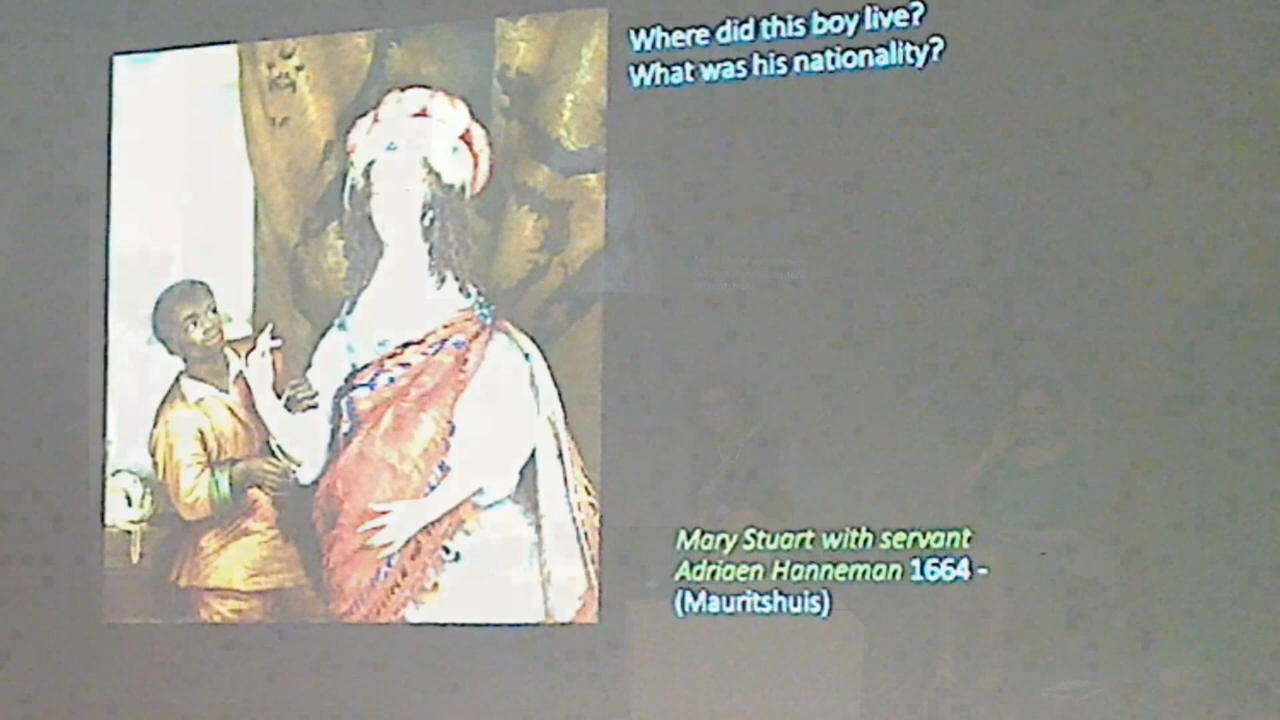 Where did this boy live?
What was his nationality?
Mary Stuart with servant
Adriaen Hanneman 1664 -
(Mauritshuis)